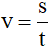 v = s/t